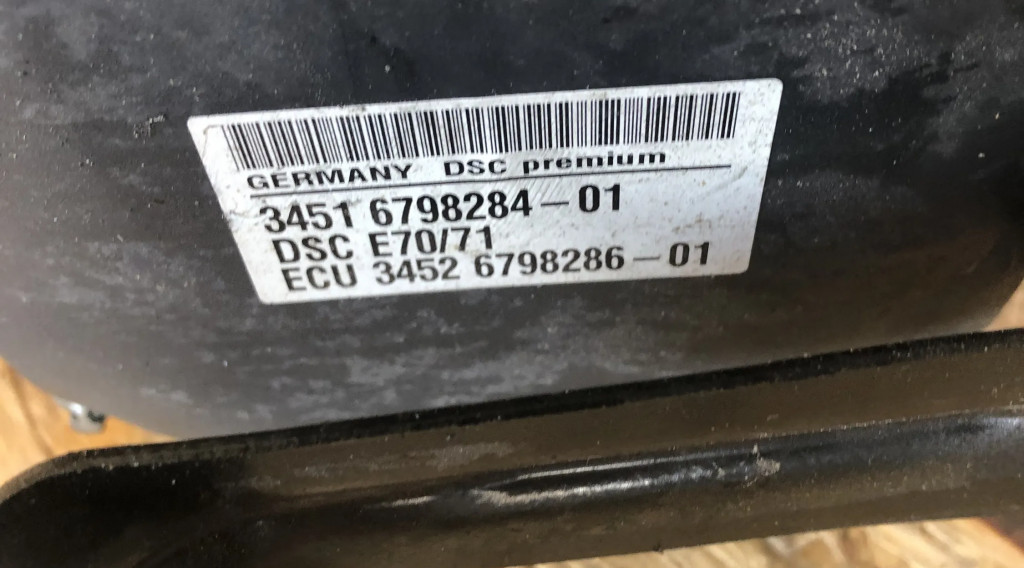 GERMANY DSC premium
3451 6798284-01
DSC E70/71
ECU 3452 6798286-01